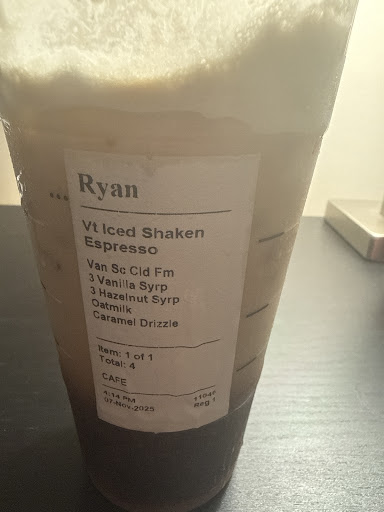 Ryan
Vt Iced Shaken
Espresso
Van Sc Cld Fm
3 Vanilla Syrp
3 Hazelnut Syrp
Oatmilk
Caramel Drizzle
Item: 1 of 1
Total: 4
CAFE
4:14 PM
07-Nov-2025
Reg 1